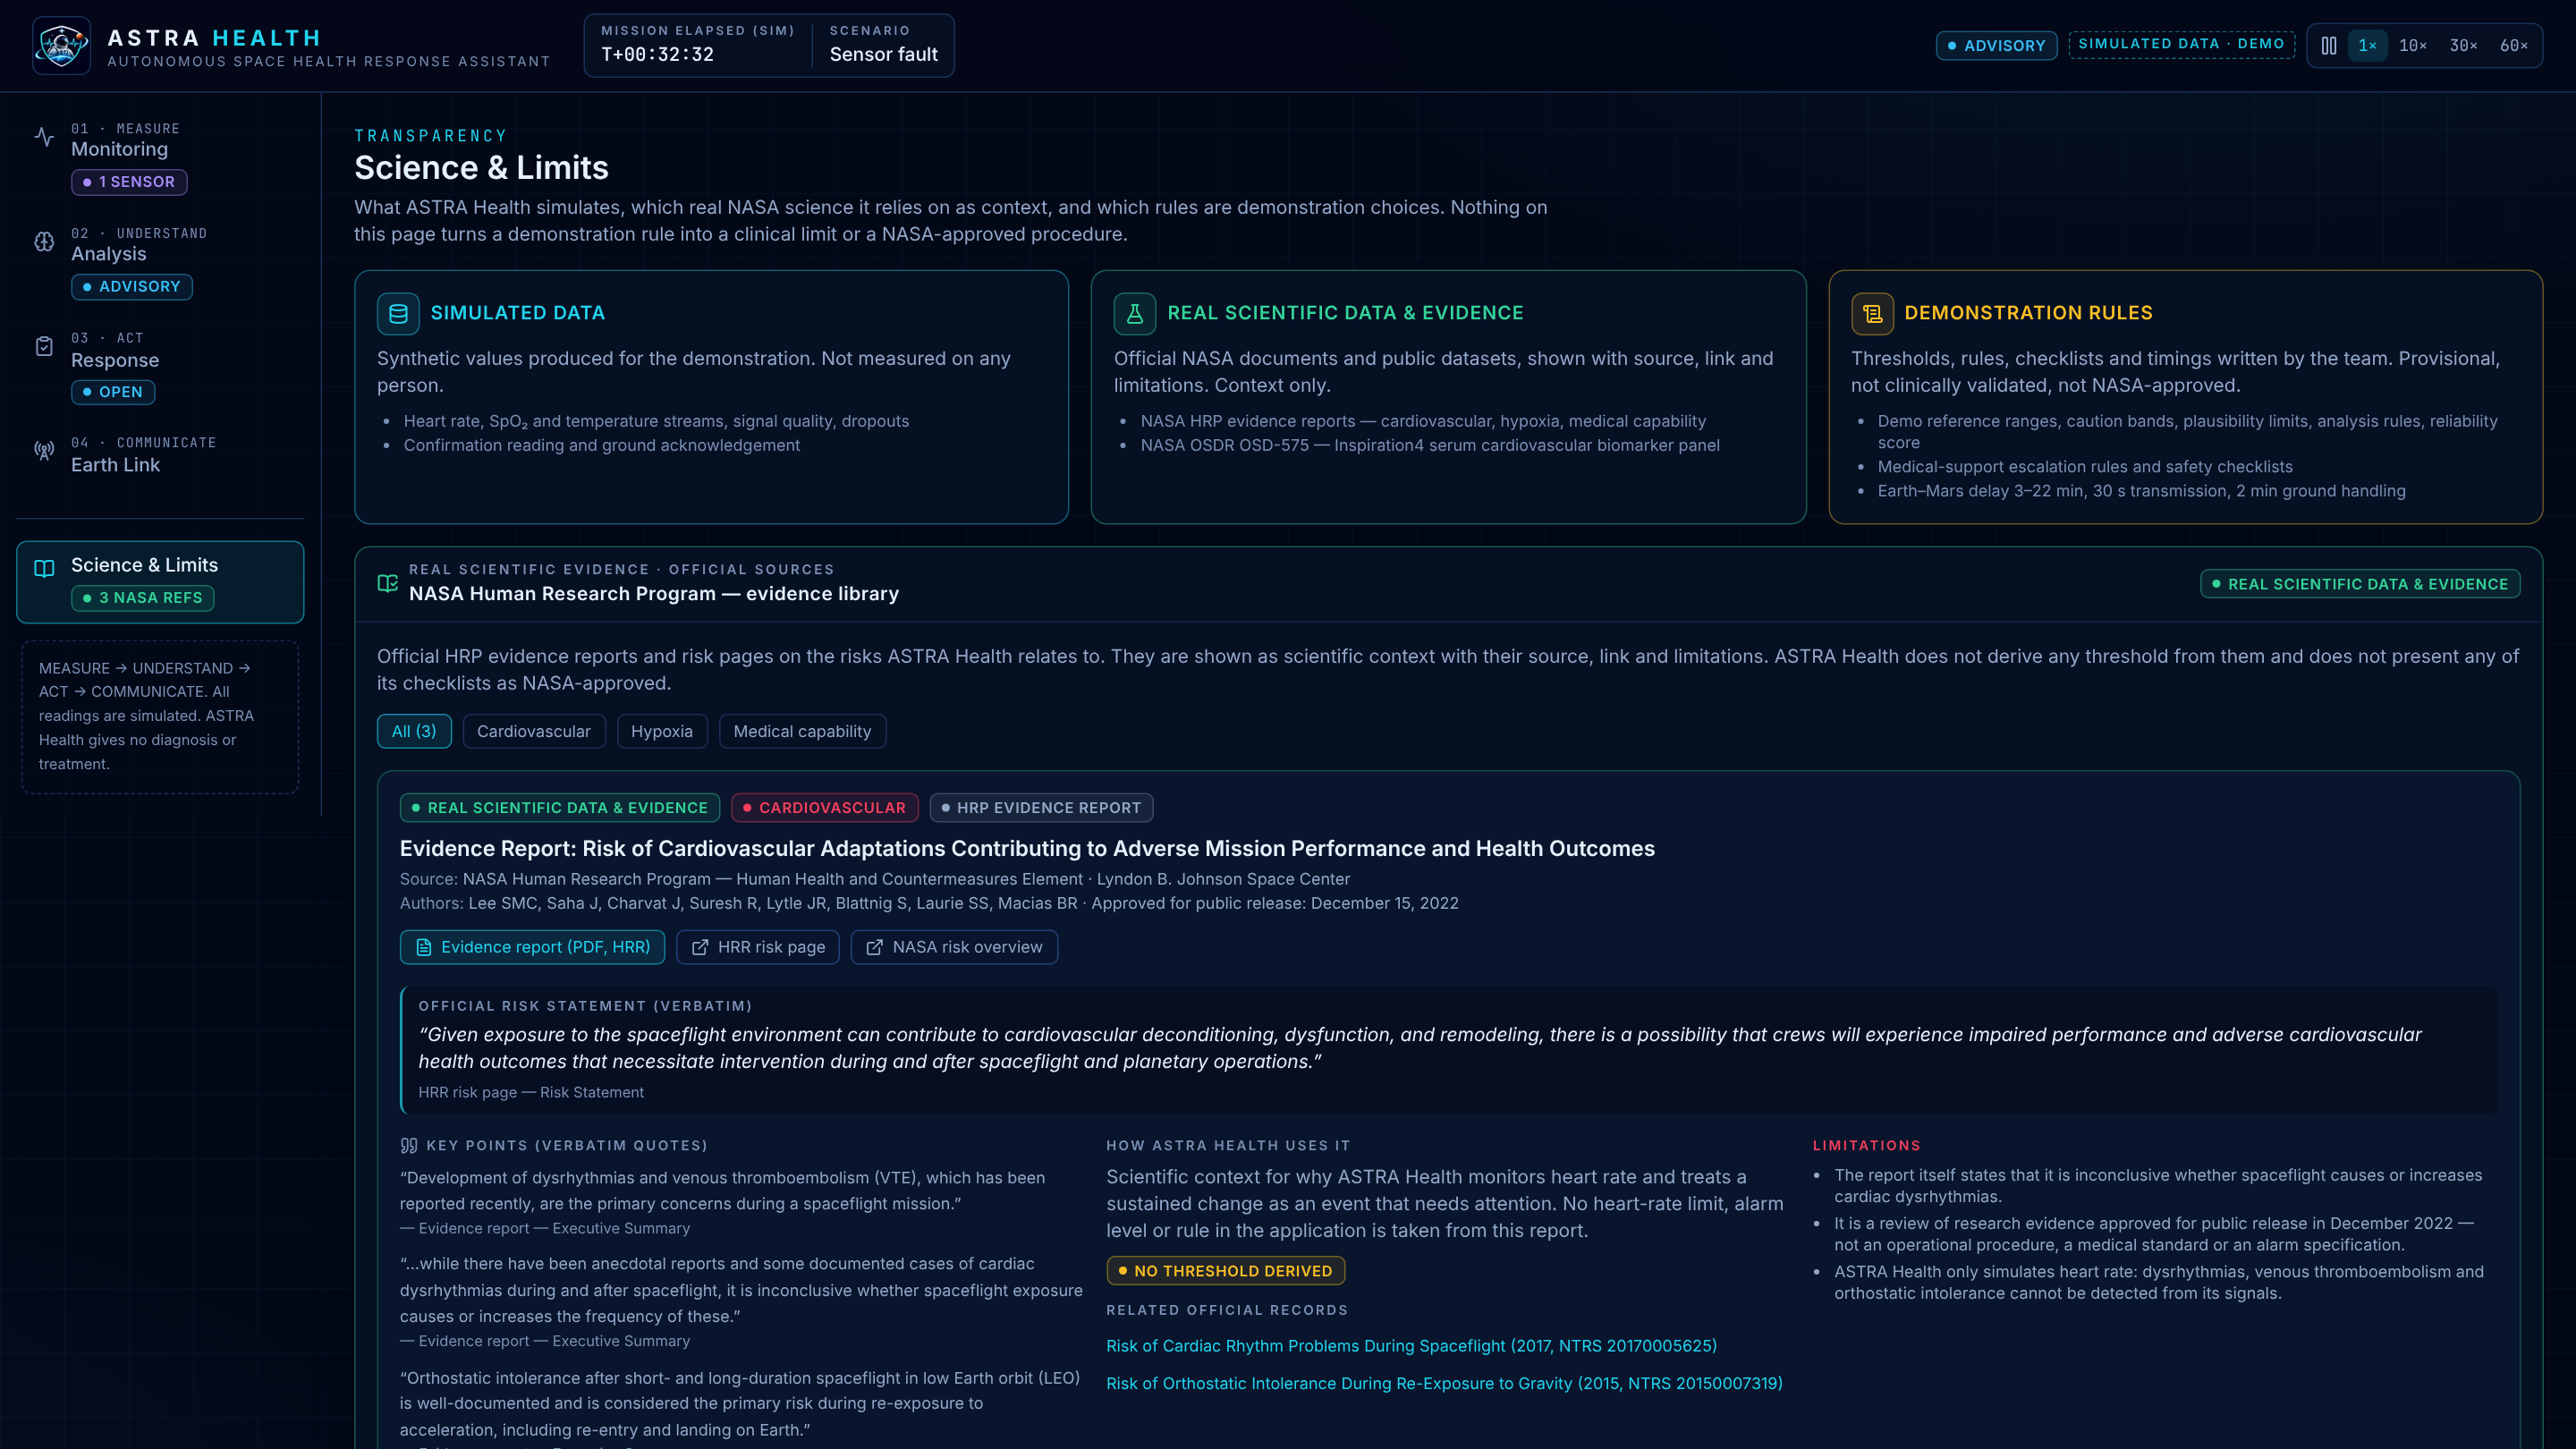 ASTRA HEALTH
AUTONOMOUS SPACE HEALTH RESPONSE ASSISTANT
MISSION ELAPSED (SIM)
T+00:32:32
SCENARIO
Sensor fault
ADVISORY
SIMULATED DATA · DEMO
1×
10×
30×
60×
01 · MEASURE
Monitoring
1 SENSOR
02 · UNDERSTAND
Analysis
ADVISORY
03 · ACT
Response
OPEN
04 · COMMUNICATE
Earth Link
Science & Limits
3 NASA REFS
MEASURE → UNDERSTAND →
ACT → COMMUNICATE. All
readings are simulated. ASTRA
Health gives no diagnosis or
treatment.
TRANSPARENCY
Science & Limits
What ASTRA Health simulates, which real NASA science it relies on as context, and which rules are demonstration choices. Nothing on
this page turns a demonstration rule into a clinical limit or a NASA-approved procedure.
SIMULATED DATA
Synthetic values produced for the demonstration. Not measured on any
person.
• Heart rate, SpO₂ and temperature streams, signal quality, dropouts
• Confirmation reading and ground acknowledgement
REAL SCIENTIFIC DATA & EVIDENCE
Official NASA documents and public datasets, shown with source, link and
limitations. Context only.
• NASA HRP evidence reports — cardiovascular, hypoxia, medical capability
• NASA OSDR OSD-575 — Inspiration4 serum cardiovascular biomarker panel
DEMONSTRATION RULES
Thresholds, rules, checklists and timings written by the team. Provisional,
not clinically validated, not NASA-approved.
• Demo reference ranges, caution bands, plausibility limits, analysis rules, reliability
score
• Medical-support escalation rules and safety checklists
• Earth–Mars delay 3–22 min, 30 s transmission, 2 min ground handling
REAL SCIENTIFIC EVIDENCE · OFFICIAL SOURCES
NASA Human Research Program — evidence library
REAL SCIENTIFIC DATA & EVIDENCE
Official HRP evidence reports and risk pages on the risks ASTRA Health relates to. They are shown as scientific context with their source, link and limitations. ASTRA Health does not derive any threshold from them and does not present any of
its checklists as NASA-approved.
All (3)
Cardiovascular
Hypoxia
Medical capability
REAL SCIENTIFIC DATA & EVIDENCE
CARDIOVASCULAR
HRP EVIDENCE REPORT
Evidence Report: Risk of Cardiovascular Adaptations Contributing to Adverse Mission Performance and Health Outcomes
Source: NASA Human Research Program — Human Health and Countermeasures Element · Lyndon B. Johnson Space Center
Authors: Lee SMC, Saha J, Charvat J, Suresh R, Lytle JR, Blattnig S, Laurie SS, Macias BR · Approved for public release: December 15, 2022
Evidence report (PDF, HRR)
HRR risk page
NASA risk overview
OFFICIAL RISK STATEMENT (VERBATIM)
“Given exposure to the spaceflight environment can contribute to cardiovascular deconditioning, dysfunction, and remodeling, there is a possibility that crews will experience impaired performance and adverse cardiovascular
health outcomes that necessitate intervention during and after spaceflight and planetary operations.”
HRR risk page — Risk Statement
KEY POINTS (VERBATIM QUOTES)
“Development of dysrhythmias and venous thromboembolism (VTE), which has been
reported recently, are the primary concerns during a spaceflight mission.”
— Evidence report — Executive Summary
“...while there have been anecdotal reports and some documented cases of cardiac
dysrhythmias during and after spaceflight, it is inconclusive whether spaceflight exposure
causes or increases the frequency of these.”
— Evidence report — Executive Summary
“Orthostatic intolerance after short- and long-duration spaceflight in low Earth orbit (LEO)
is well-documented and is considered the primary risk during re-exposure to
acceleration, including re-entry and landing on Earth.”
HOW ASTRA HEALTH USES IT
Scientific context for why ASTRA Health monitors heart rate and treats a
sustained change as an event that needs attention. No heart-rate limit, alarm
level or rule in the application is taken from this report.
NO THRESHOLD DERIVED
RELATED OFFICIAL RECORDS
Risk of Cardiac Rhythm Problems During Spaceflight (2017, NTRS 20170005625)
Risk of Orthostatic Intolerance During Re-Exposure to Gravity (2015, NTRS 20150007319)
LIMITATIONS
• The report itself states that it is inconclusive whether spaceflight causes or increases
cardiac dysrhythmias.
• It is a review of research evidence approved for public release in December 2022 —
not an operational procedure, a medical standard or an alarm specification.
• ASTRA Health only simulates heart rate: dysrhythmias, venous thromboembolism and
orthostatic intolerance cannot be detected from its signals.